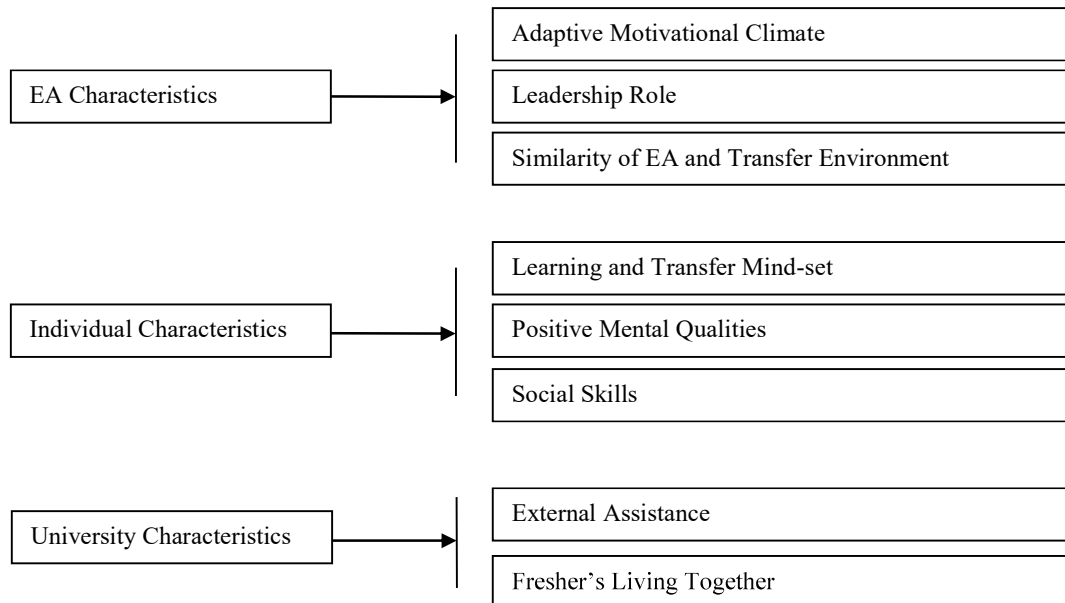 Adaptive Motivational Climate
EA Characteristics
Leadership Role
Similarity of EA and Transfer Environment
Learning and Transfer Mind-set
Individual Characteristics
Positive Mental Qualities
Social Skills
External Assistance
University Characteristics
Fresher’s Living Together